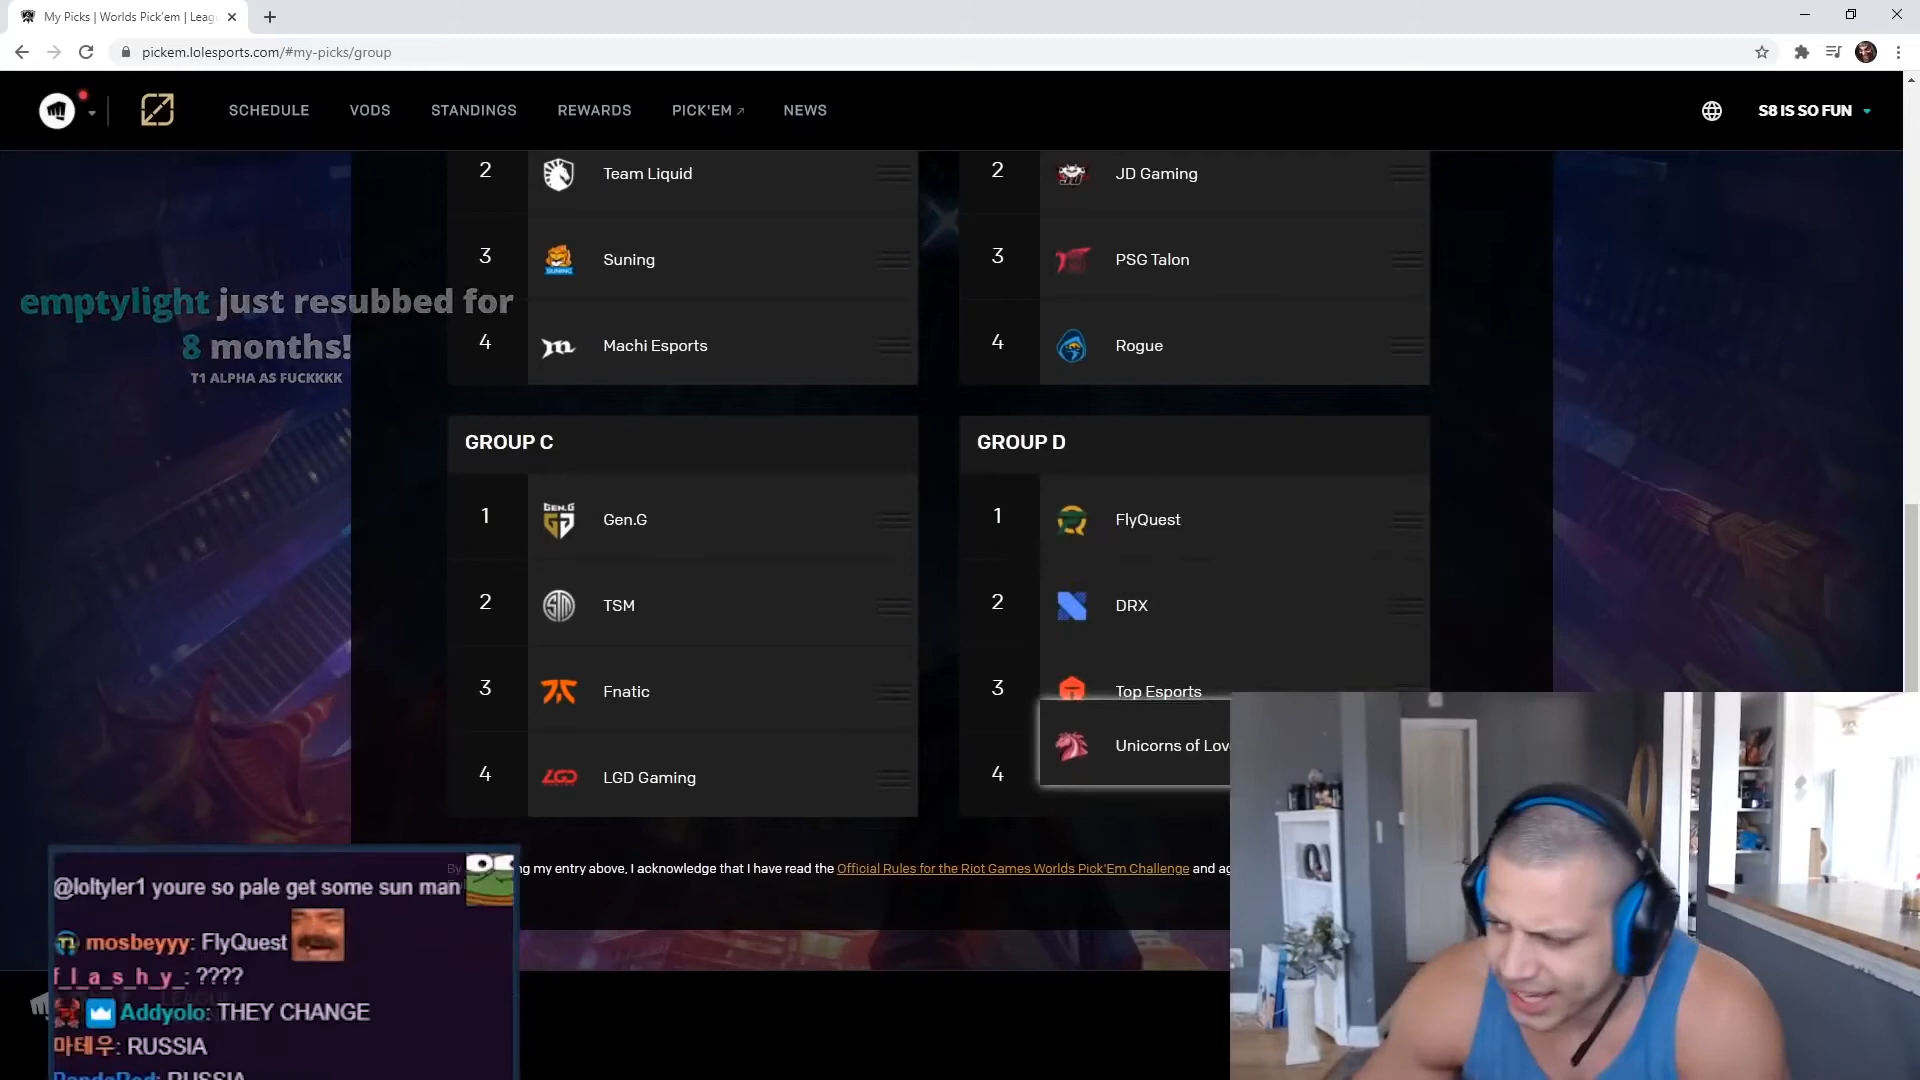 My Picks | Worlds Pick'em | Leag
pickem.lolesports.com/#my-picks/group
SCHEDULE VODS STANDINGS REWARDS PICK'EM NEWS
S8 IS SO FUN
2 Team Liquid
3 SUNING Suning
4 Machi Esports
2 JD Gaming
3 PSG Talon
4 Rogue
emptylight just resubbed for
8 months!
T1 ALPHA AS FUCKKKK
GROUP C
1 GEN.G Gen.G
2 TSM
3 Fnatic
4 LGD LGD Gaming
GROUP D
1 FlyQuest
2 DRX
3 Top Esports
Unicorns of Lov
4
ng my entry above, I acknowledge that I have read the Official Rules for the Riot Games Worlds Pick'Em Challenge and ag
@loltyler1 youre so pale get some sun man
mosbeyyy: FlyQuest
f_l_a_s_h_y_: ????
Addyolo: THEY CHANGE
마테우: RUSSIA
RUSSIA